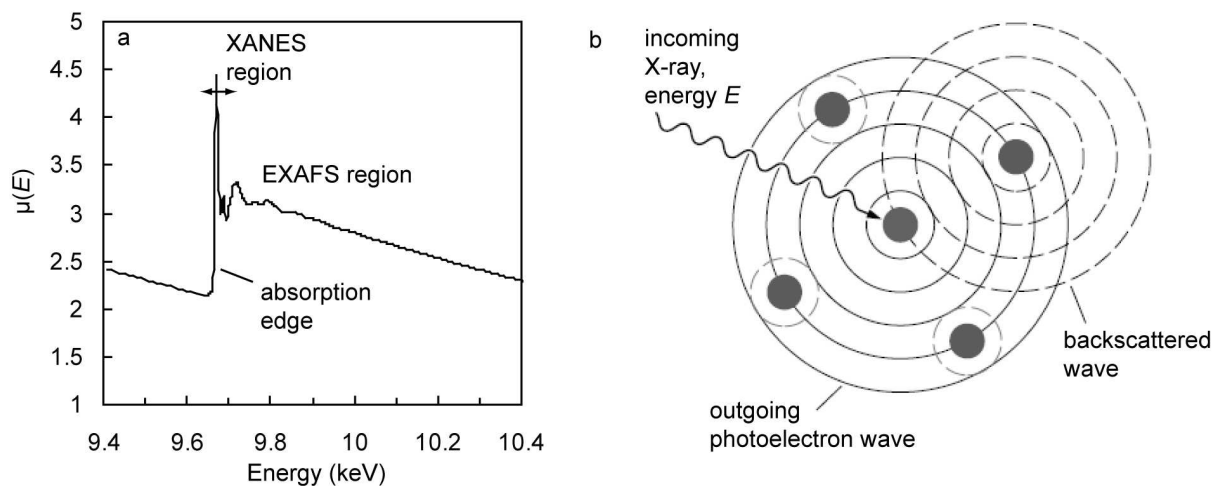 a
XANES
region
EXAFS region
absorption
edge
μ(E)
5
4.5
4
3.5
3
2.5
2
1.5
1
9.4 9.6 9.8 10 10.2 10.4
Energy (keV)
b
incoming
X-ray,
energy E
backscattered
wave
outgoing
photoelectron wave